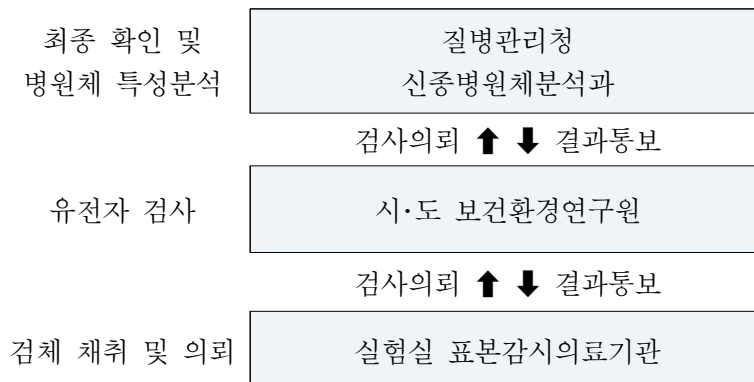 최종 확인 및
병원체 특성분석
질병관리청
신종병원체분석과
검사의뢰 ⬆ ⬇ 결과통보
유전자 검사
시·도 보건환경연구원
검사의뢰 ⬆ ⬇ 결과통보
검체 채취 및 의뢰
실험실 표본감시의료기관